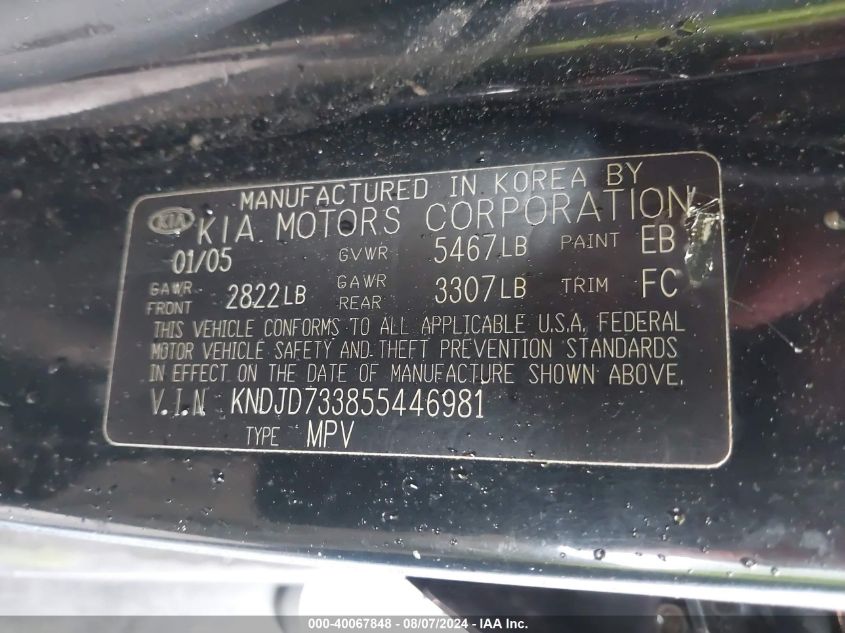 MANUFACTURED IN KOREA BY
KIA KIA MOTORS CORPORATION
01/05 GVWR 5467LB PAINT EB
GAWR FRONT 2822LB GAWR REAR 3307LB TRIM FC
THIS VEHICLE CONFORMS TO ALL APPLICABLE U.S.A. FEDERAL
MOTOR VEHICLE SAFETY AND THEFT PREVENTION STANDARDS
IN EFFECT ON THE DATE OF MANUFACTURE SHOWN ABOVE.
V.I.N KNDJD733855446981
TYPE MPV
000-40067848 - 08/07/2024 - IAA Inc.